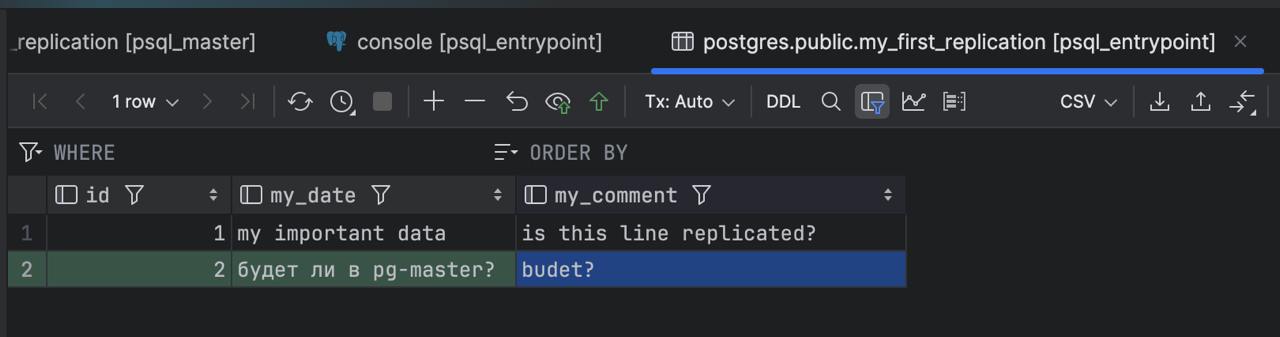 _replication [psql_master]
console [psql_entrypoint]
postgres.public.my_first_replication [psql_entrypoint]
1 row
Tx: Auto
DDL
CSV
WHERE
ORDER BY
id
my_date
my_comment
1 1 my important data is this line replicated?
2 2 будет ли в pg-master? budet?